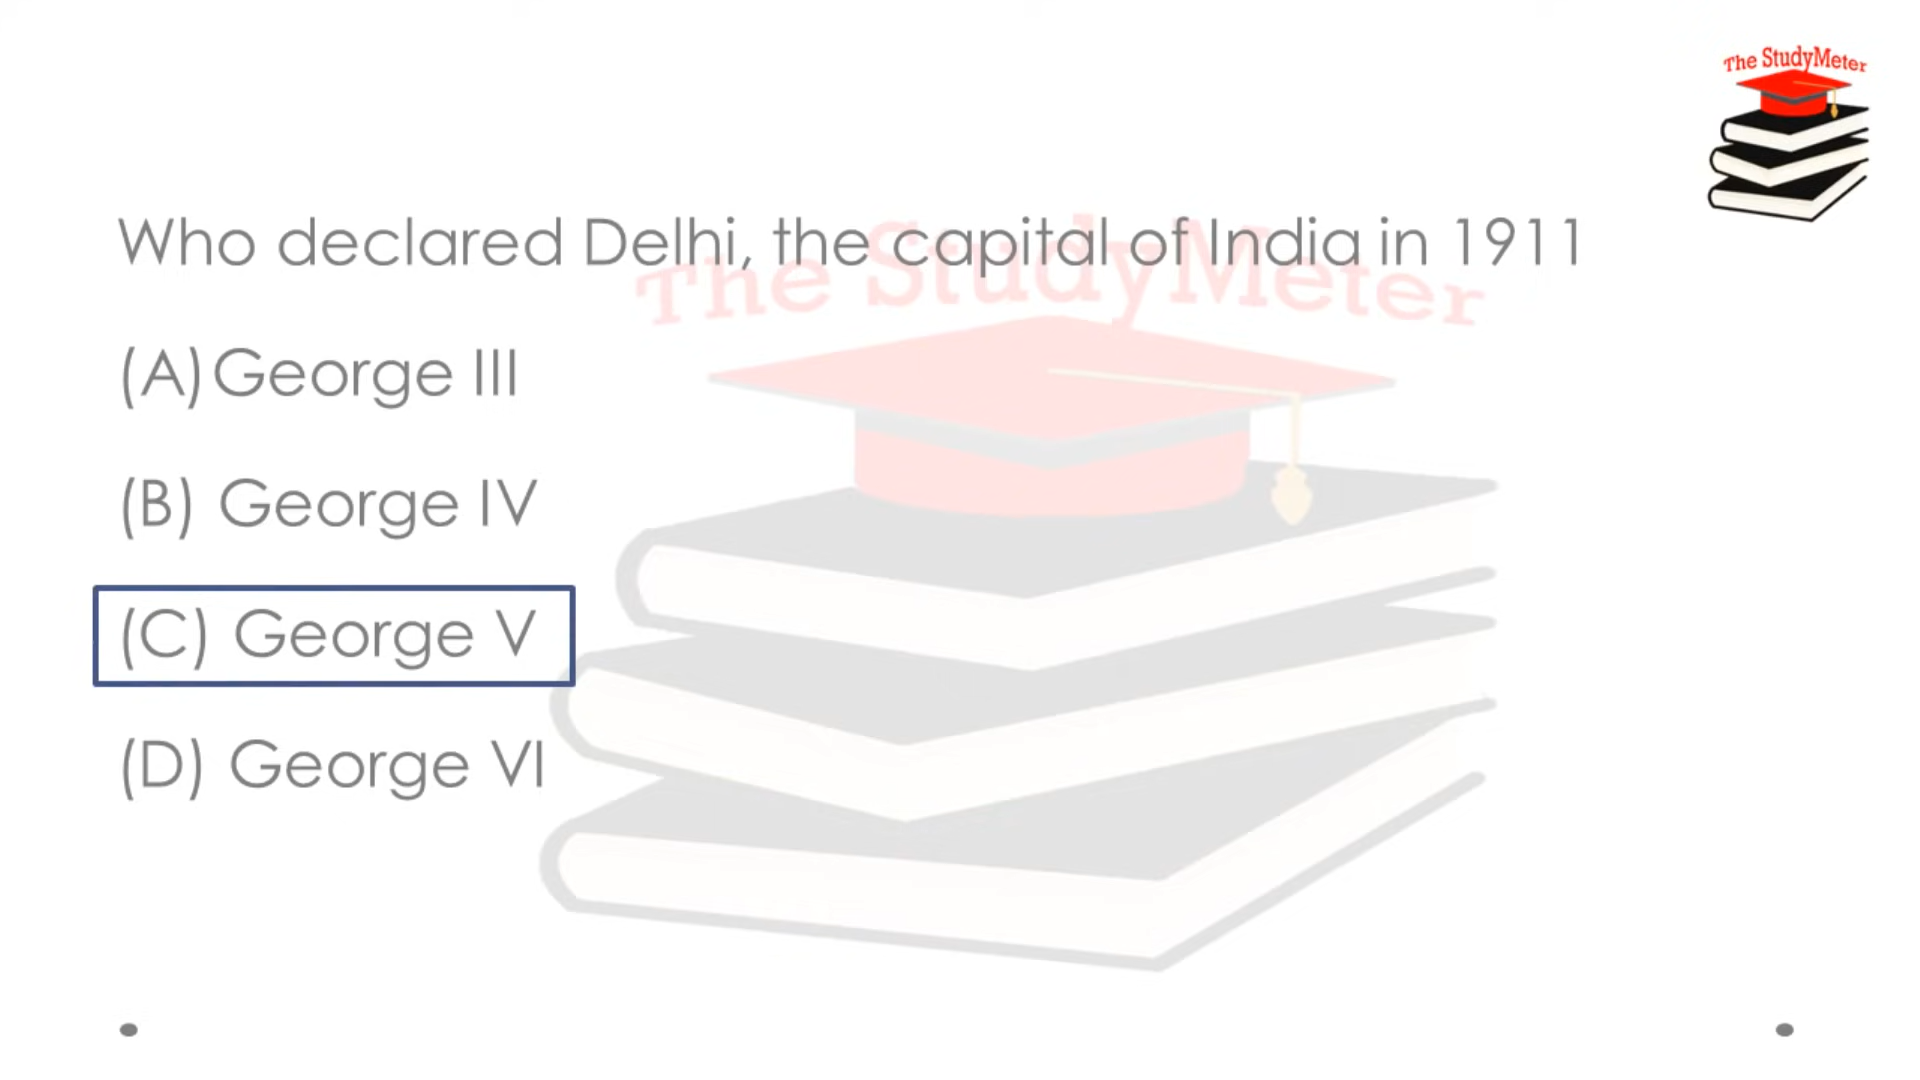 The StudyMeter
Who declared Delhi, the capital of India in 1911
The StudyMeter
(A) George III
(B) George IV
(C) George V
(D) George VI